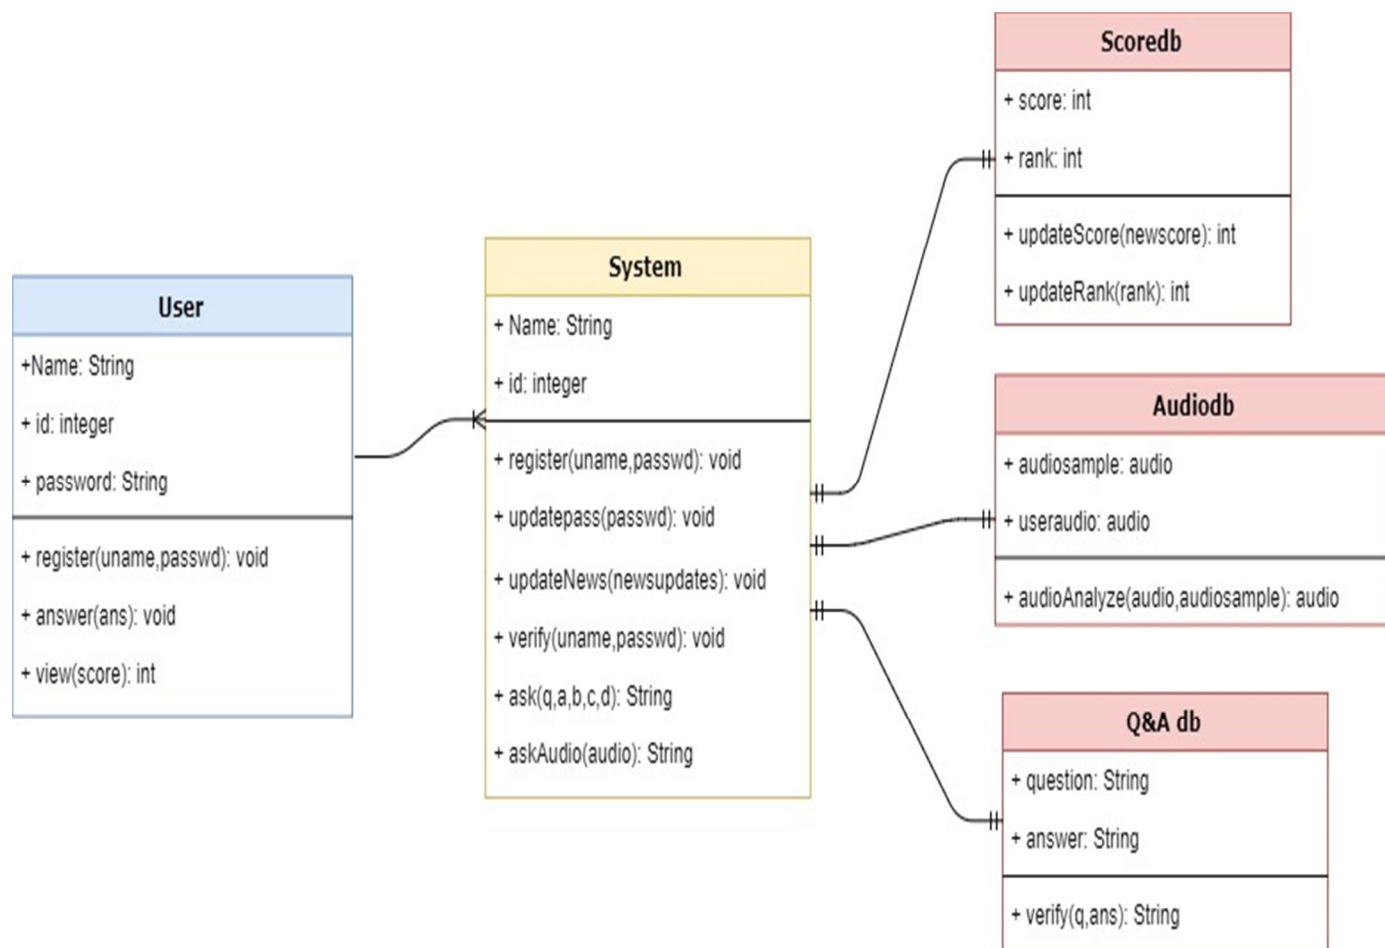 User
+Name: String
+ id: integer
+ password: String
+ register(uname,passwd): void
+ answer(ans): void
+ view(score): int
System
+ Name: String
+ id: integer
+ register(uname,passwd): void
+ updatepass(passwd): void
+ updateNews(newsupdates): void
+ verify(uname,passwd): void
+ ask(q,a,b,c,d): String
+ askAudio(audio): String
Scoredb
+ score: int
+ rank: int
+ updateScore(newscore): int
+ updateRank(rank): int
Audiodb
+ audiosample: audio
+ useraudio: audio
+ audioAnalyze(audio,audiosample): audio
Q&A db
+ question: String
+ answer: String
+ verify(q,ans): String